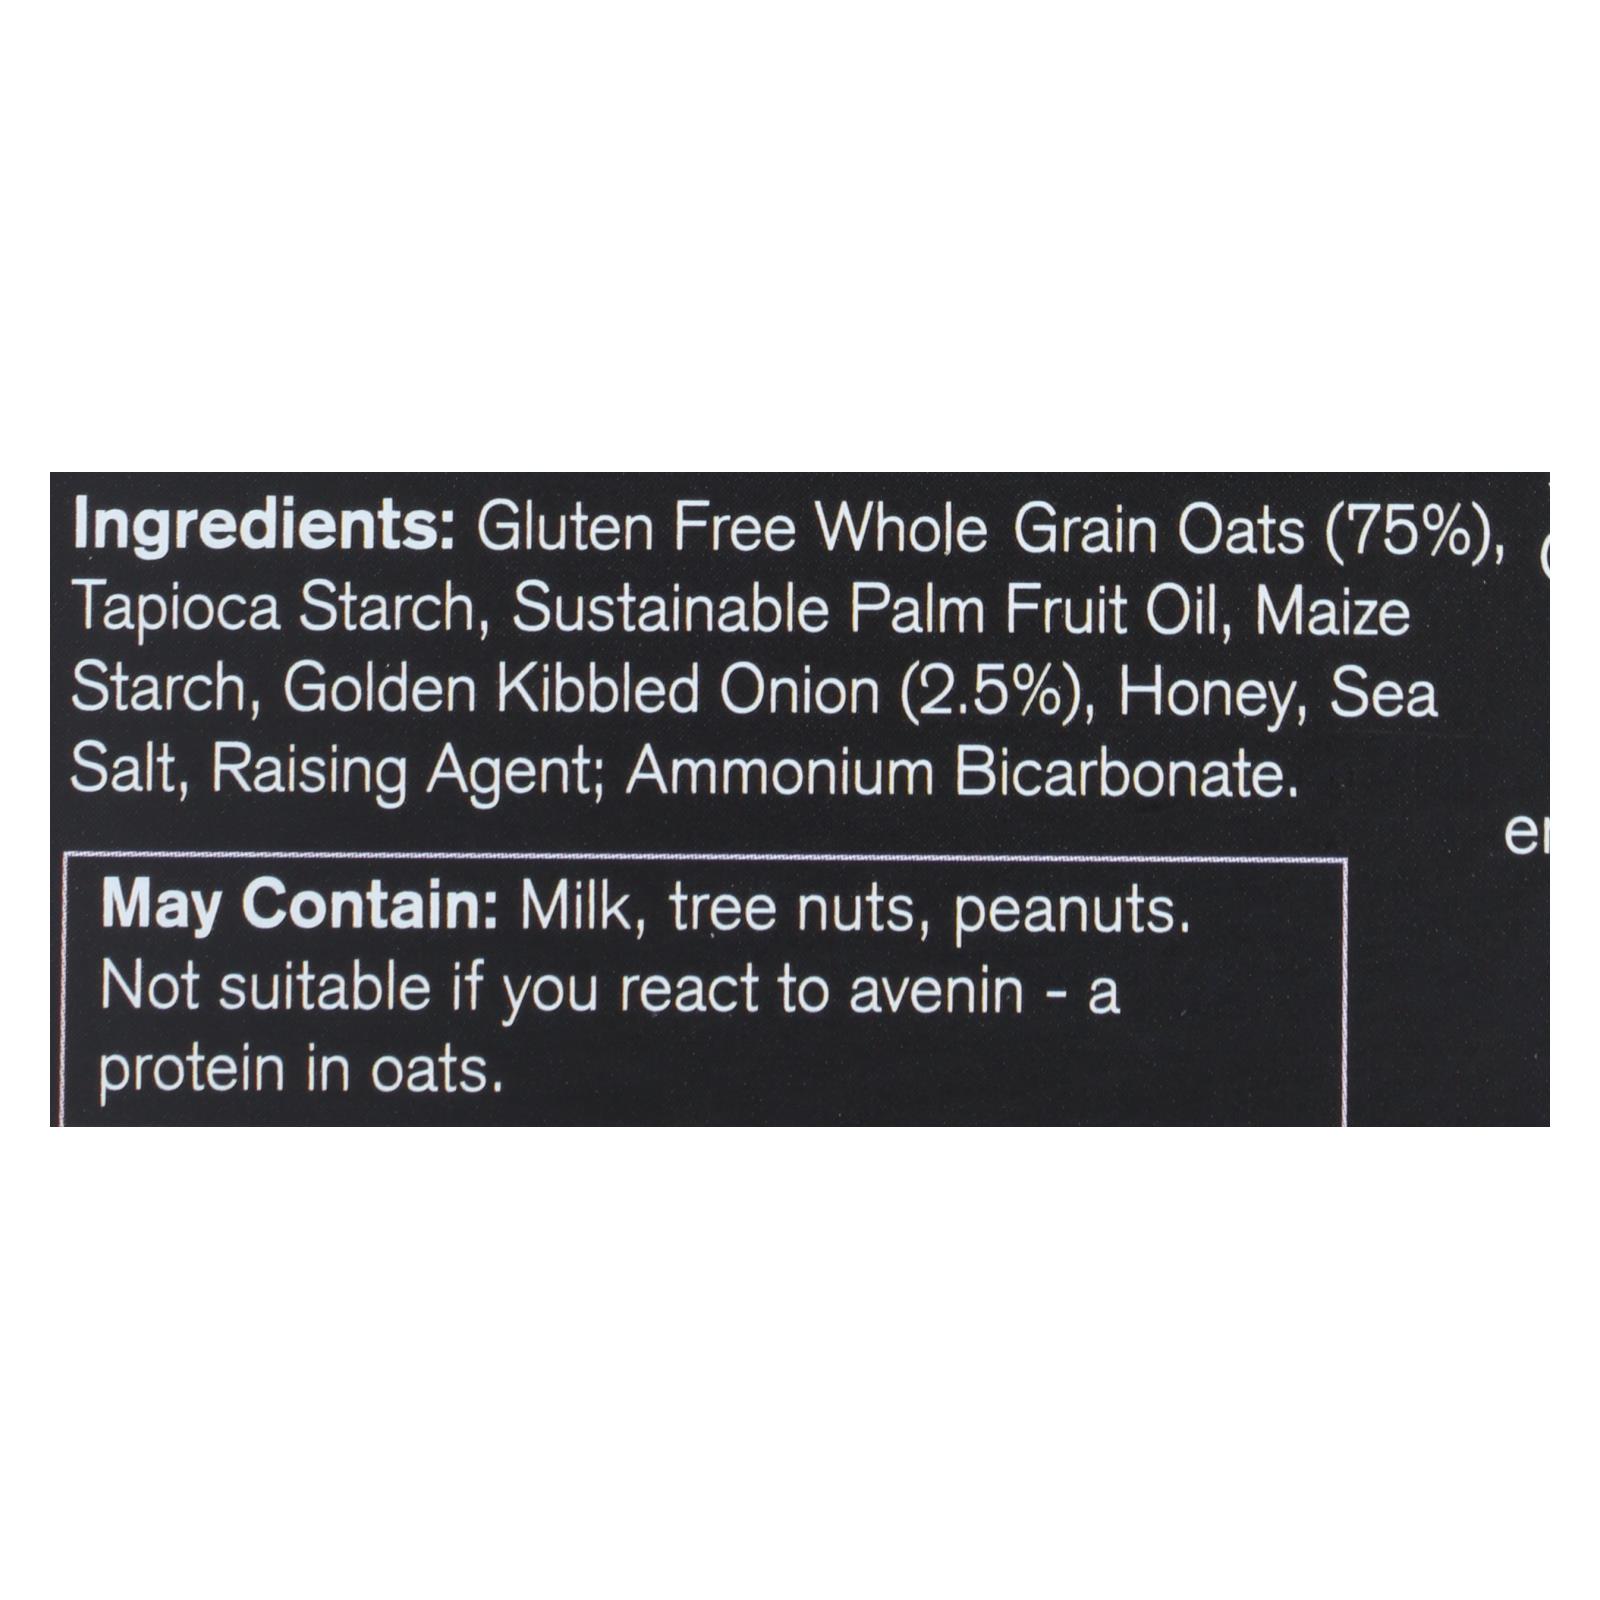 Ingredients: Gluten Free Whole Grain Oats (75%),
Tapioca Starch, Sustainable Palm Fruit Oil, Maize
Starch, Golden Kibbled Onion (2.5%), Honey, Sea
Salt, Raising Agent; Ammonium Bicarbonate.
May Contain: Milk, tree nuts, peanuts.
Not suitable if you react to avenin - a
protein in oats.